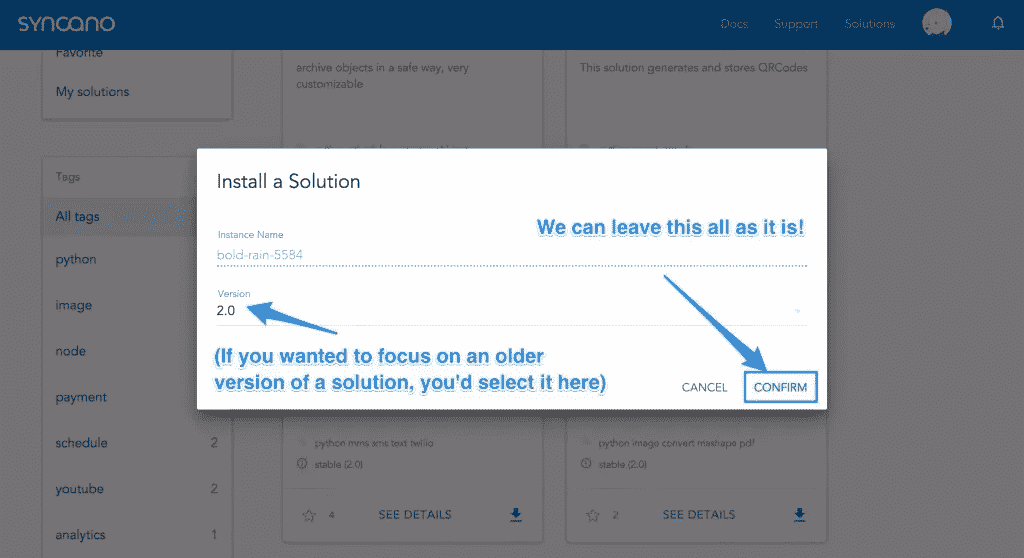 SYNCANO
Docs
Support
Solutions
Favorite
My solutions
archive objects in a safe way, very
customizable
This solution generates and stores QRCodes
Tags
All tags
python
image
node
payment
schedule 2
youtube 2
analytics 1
Install a Solution
We can leave this all as it is!
Instance Name
bold-rain-5584
Version
2.0
(If you wanted to focus on an older
version of a solution, you'd select it here)
CANCEL
CONFIRM
python mms sms text twilio
stable (2.0)
4
SEE DETAILS
python image convert meshape pdf
stable (2.0)
2
SEE DETAILS